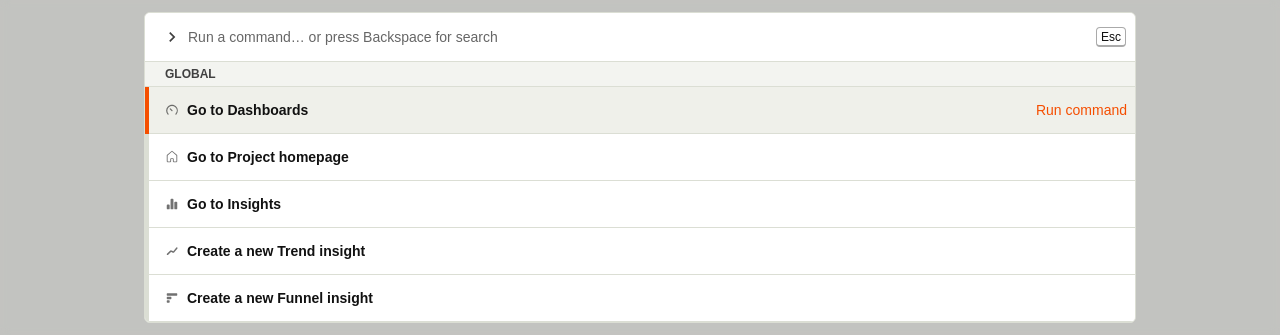 Run a command… or press Backspace for search
Esc
GLOBAL
Go to Dashboards
Run command
Go to Project homepage
Go to Insights
Create a new Trend insight
Create a new Funnel insight